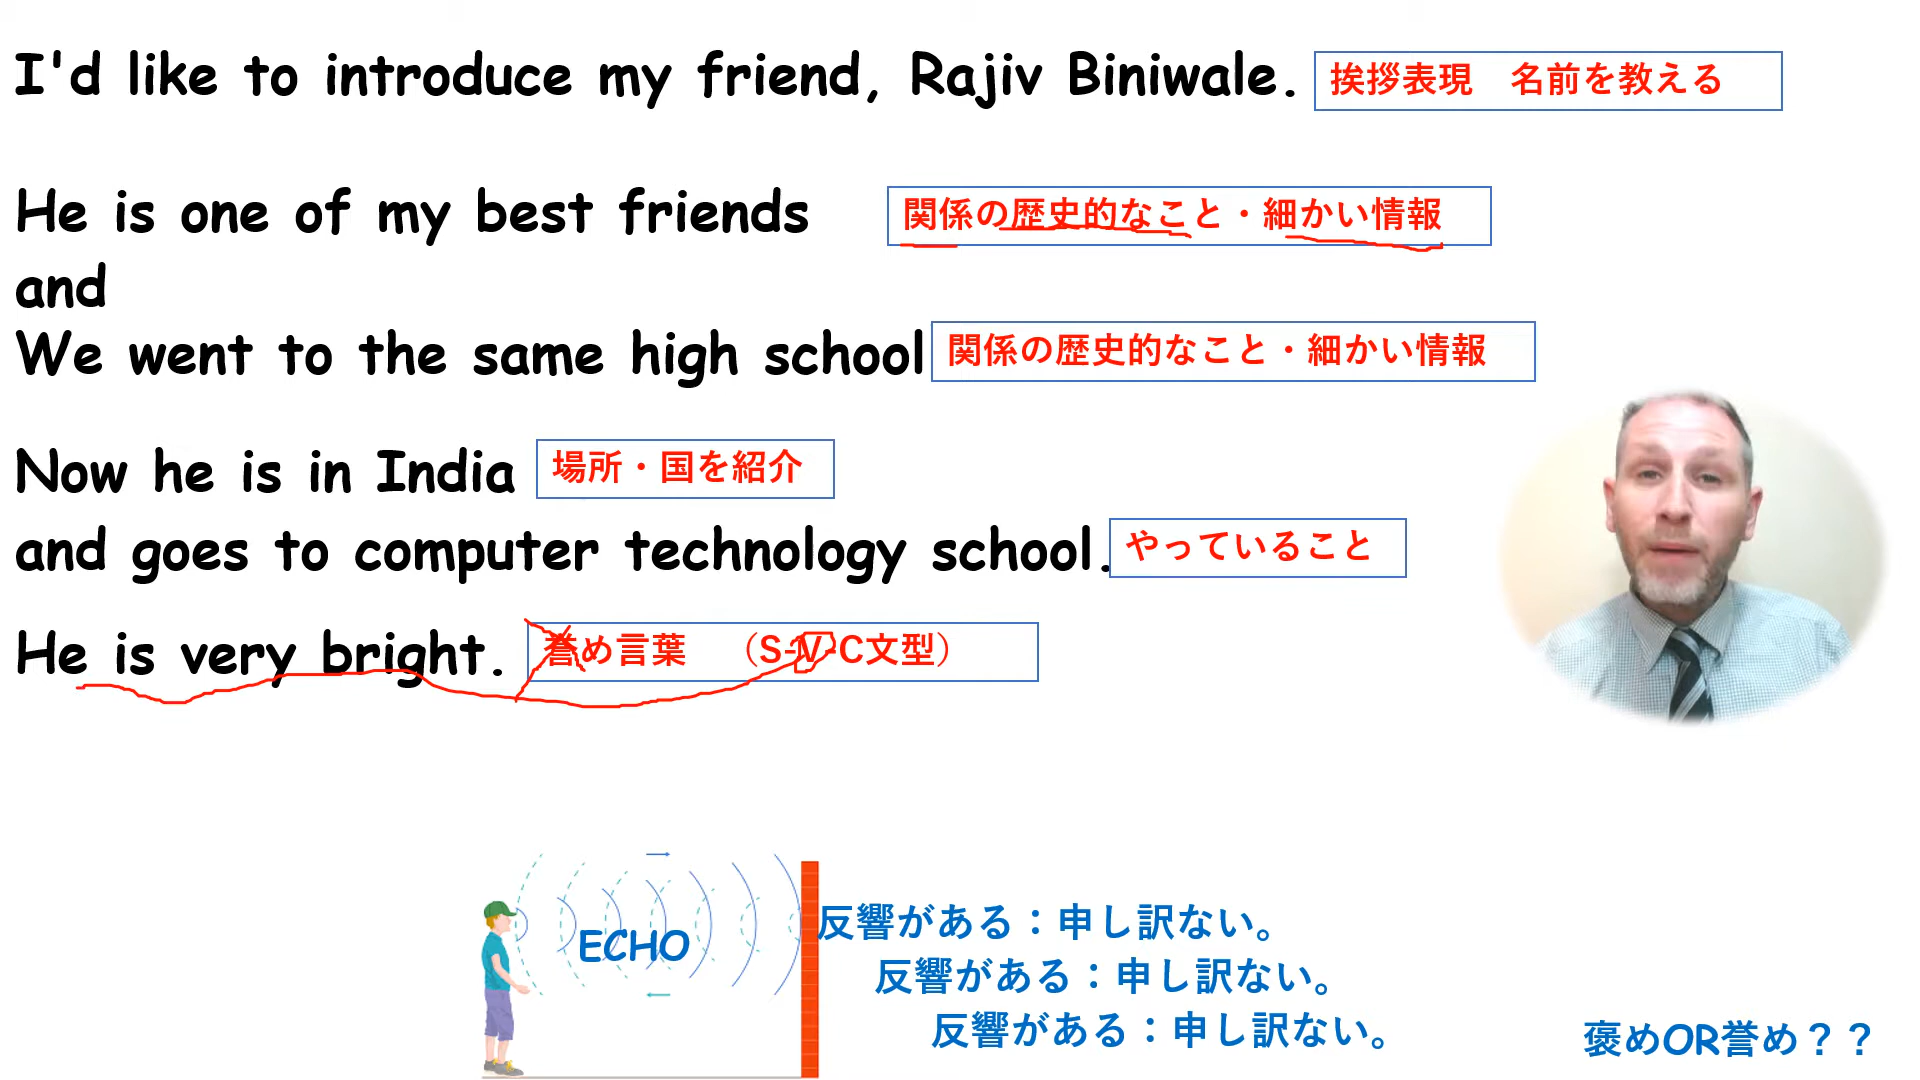 I'd like to introduce my friend, Rajiv Biniwale. 挨拶表現　名前を教える
He is one of my best friends 関係の歴史的なこと・細かい情報
and
We went to the same high school 関係の歴史的なこと・細かい情報
Now he is in India 場所・国を紹介
and goes to computer technology school. やっていること
He is very bright. 誉め言葉　（S-V-C文型）
ECHO
反響がある：申し訳ない。
反響がある：申し訳ない。
反響がある：申し訳ない。
褒めOR誉め？？